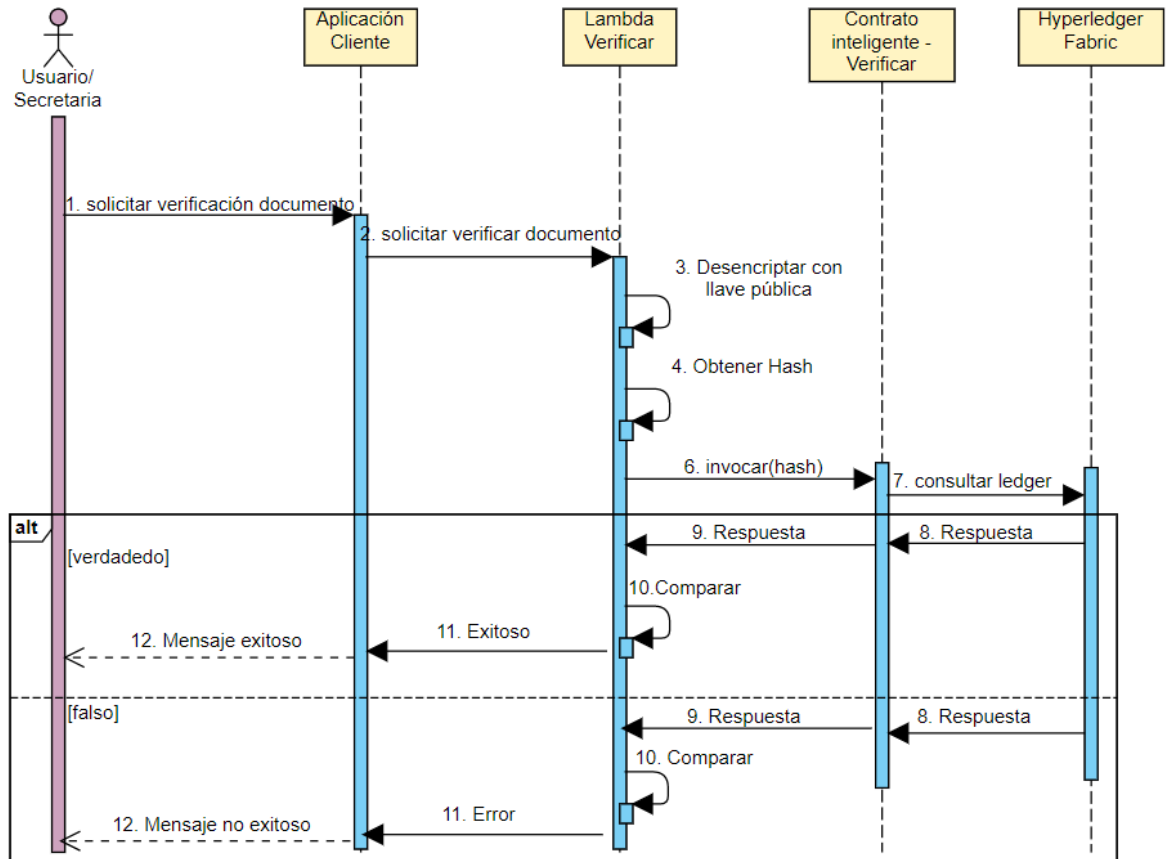 Aplicación
Cliente
Lambda
Verificar
Contrato
inteligente -
Verificar
Hyperledger
Fabric
Usuario/
Secretaria
1. solicitar verificación documento
2. solicitar verificar documento
3. Desencriptar con
llave pública
4. Obtener Hash
6. invocar(hash)
7. consultar ledger
alt
[verdadedo]
9. Respuesta
8. Respuesta
10.Comparar
11. Exitoso
12. Mensaje exitoso
[falso]
9. Respuesta
8. Respuesta
10. Comparar
11. Error
12. Mensaje no exitoso